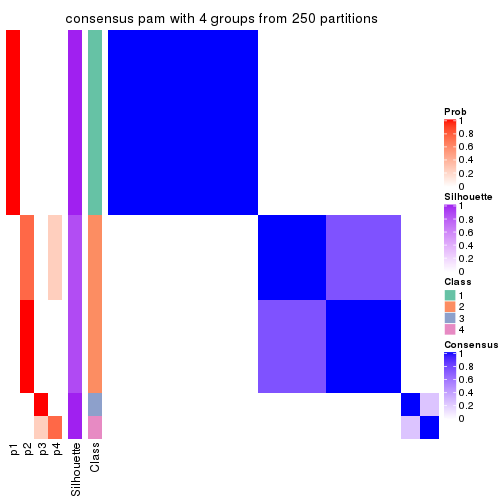 consensus pam with 4 groups from 250 partitions
Prob
1
0.8
0.6
0.4
0.2
0
Silhouette
1
0.8
0.6
0.4
0.2
0
Class
1
2
3
4
Consensus
1
0.8
0.6
0.4
0.2
0
p1
p2
p3
p4
Silhouette
Class